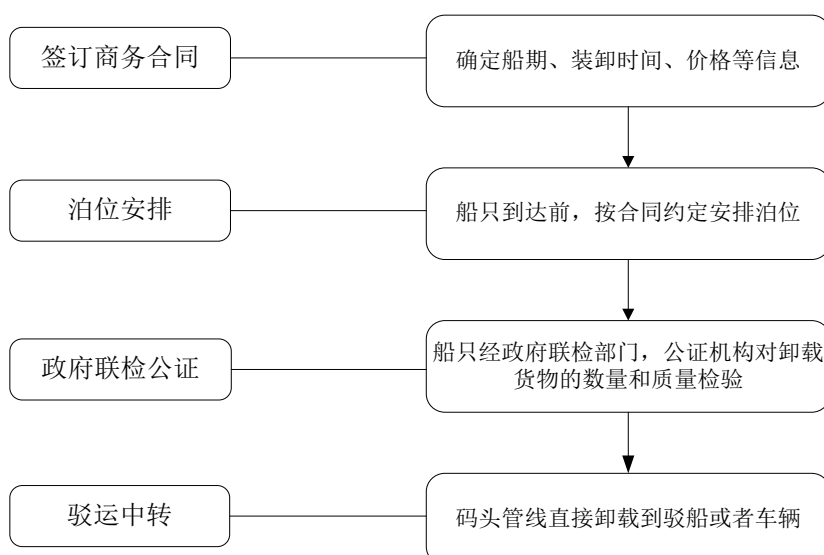 签订商务合同
确定船期、装卸时间、价格等信息
泊位安排
船只到达前，按合同约定安排泊位
政府联检公证
船只经政府联检部门，公证机构对卸载
货物的数量和质量检验
驳运中转
码头管线直接卸载到驳船或者车辆